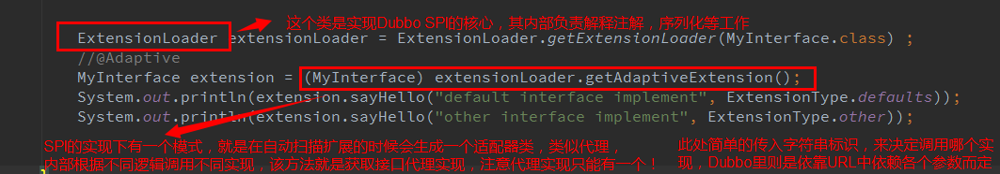 这个类是实现Dubbo SPI的核心，其内部负责解释注解，序列化等工作
ExtensionLoader extensionLoader = ExtensionLoader.getExtensionLoader(MyInterface.class) ;
//@Adaptive
MyInterface extension = (MyInterface) extensionLoader.getAdaptiveExtension();
System.out.println(extension.sayHello("default interface implement", ExtensionType.defaults));
System.out.println(extension.sayHello("other interface implement", ExtensionType.other));
SPI的实现下有一个模式，就是在自动扫描扩展的时候会生成一个适配器类，类似代理，
内部根据不同逻辑调用不同实现，该方法就是获取接口代理实现，注意代理实现只能有一个！
此处简单的传入字符串标识，来决定调用哪个实
现，Dubbo里则是依靠URL中依赖各个参数而定